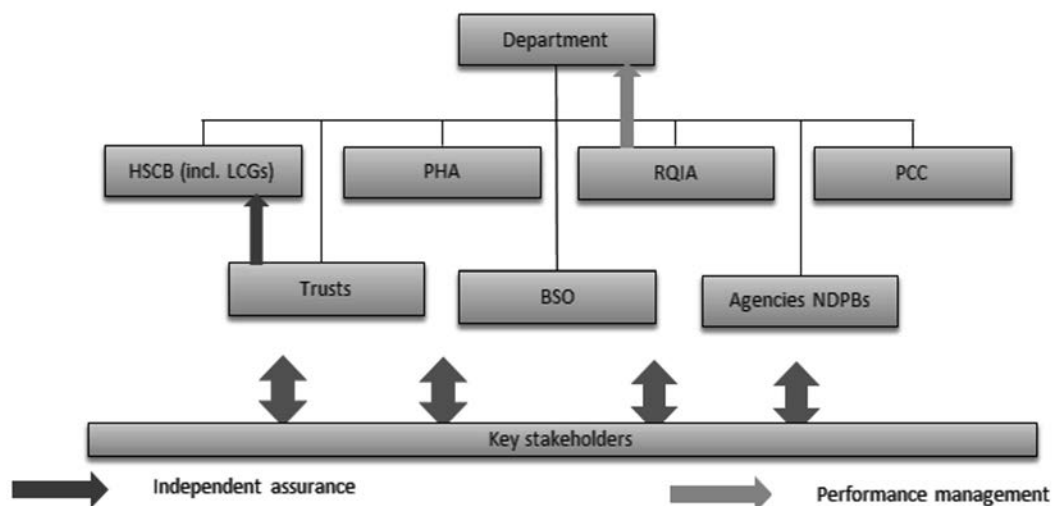 Department
HSCB (incl. LCGs)
PHA
RQIA
PCC
Trusts
BSO
Agencies NDPBs
Key stakeholders
Independent assurance
Performance management